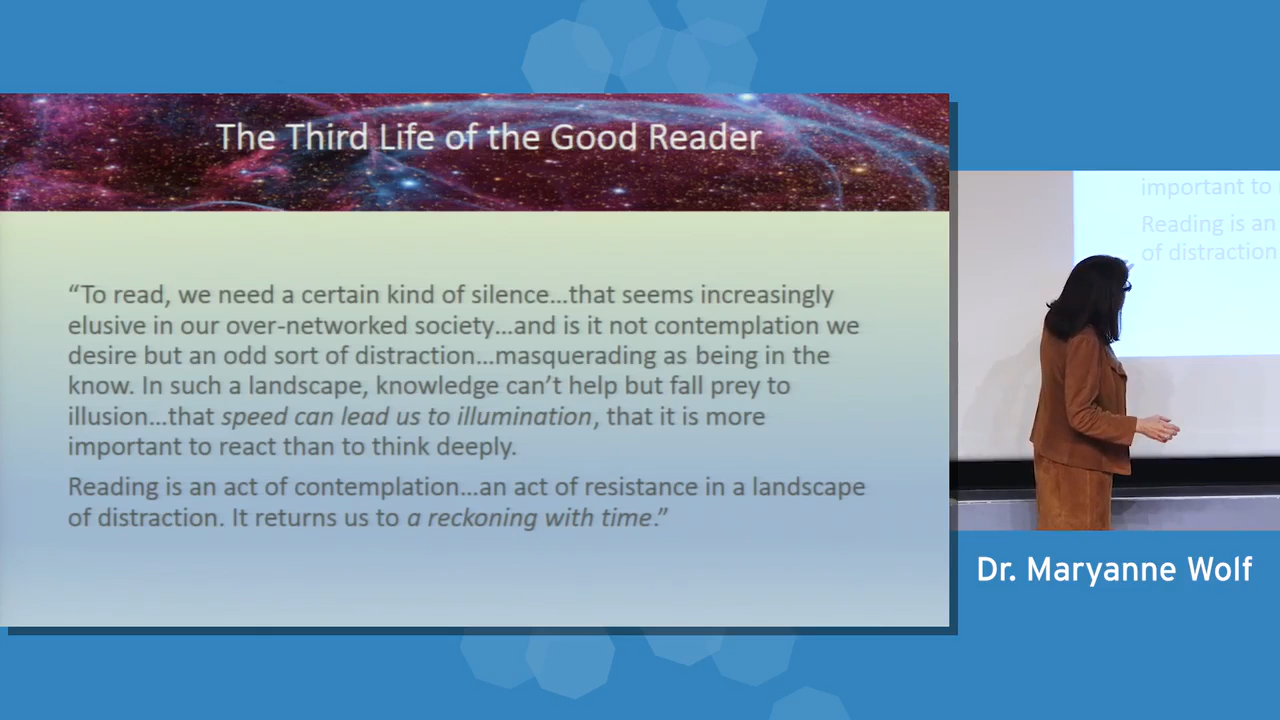 The Third Life of the Good Reader
“To read, we need a certain kind of silence...that seems increasingly
elusive in our over-networked society...and is it not contemplation we
desire but an odd sort of distraction...masquerading as being in the
know. In such a landscape, knowledge can’t help but fall prey to
illusion...that speed can lead us to illumination, that it is more
important to react than to think deeply.
Reading is an act of contemplation...an act of resistance in a landscape
of distraction. It returns us to a reckoning with time.”
important to
Reading is an
of distraction
Dr. Maryanne Wolf